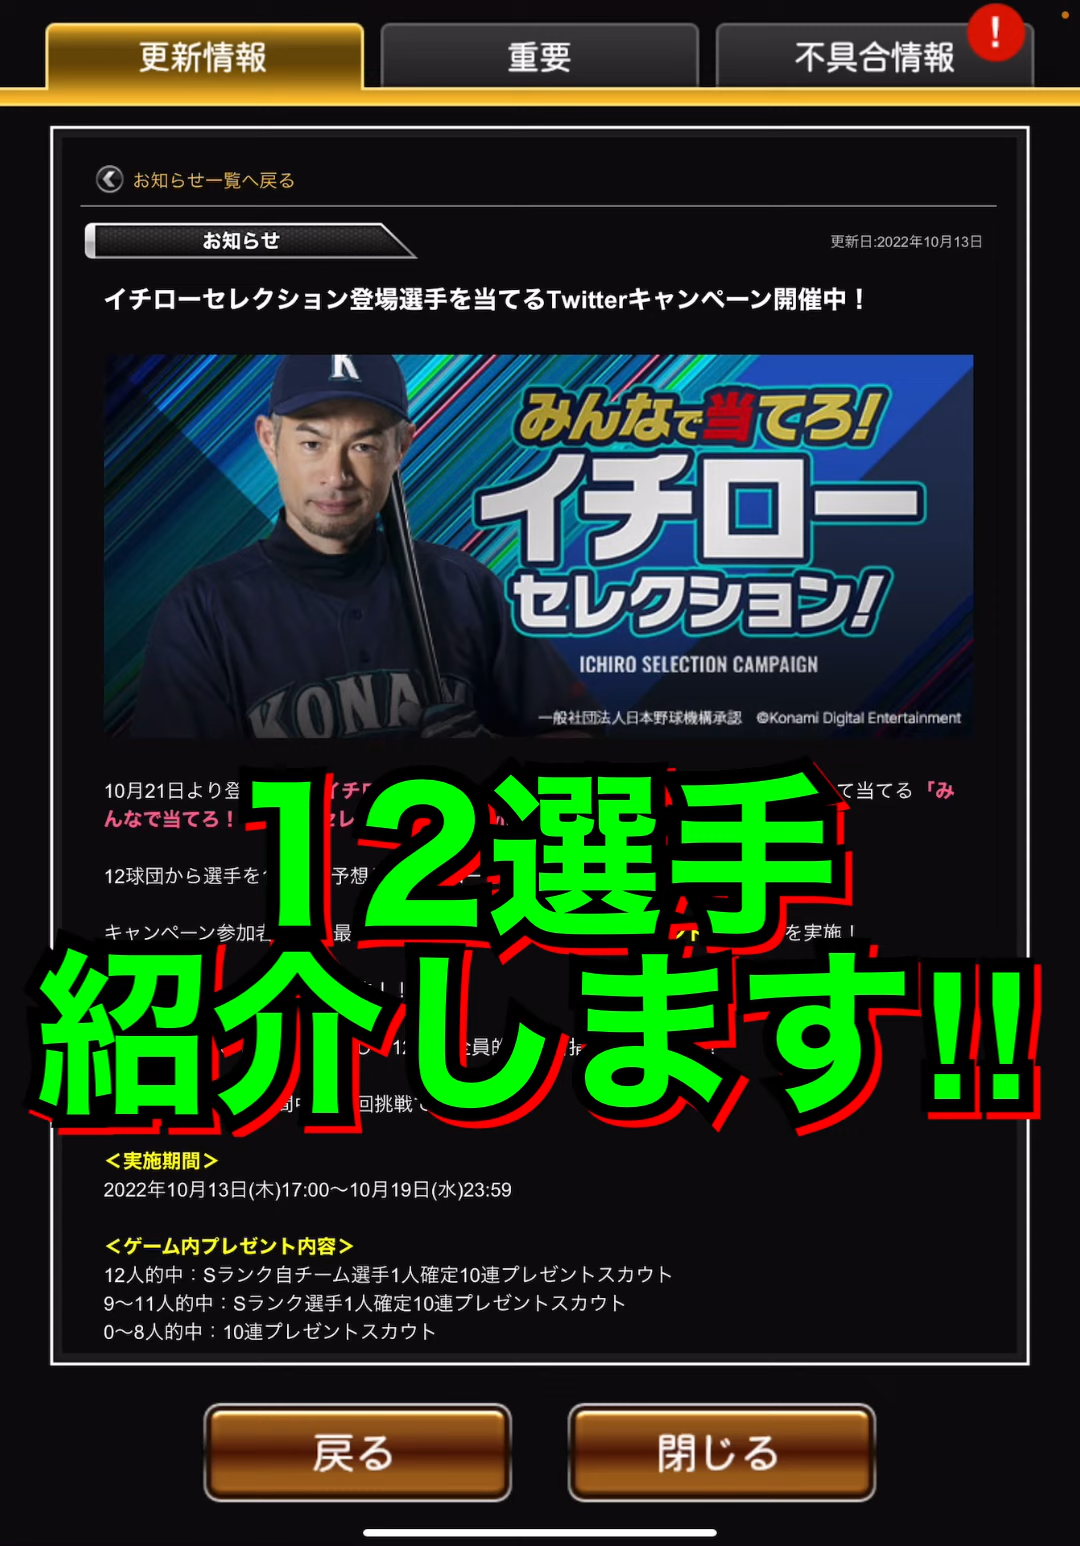 更新情報
重要
不具合情報
!
お知らせ一覧へ戻る
お知らせ
更新日:2022年10月13日
イチローセレクション登場選手を当てるTwitterキャンペーン開催中！
K
みんなで当てろ!
イチロー
セレクション!
ICHIRO SELECTION CAMPAIGN
KONA
一般社団法人日本野球機構承認 ©Konami Digital Entertainment
10月21日より登 て当てる「み
んなで当てろ！
12選手
12球団から選手を 予想
キャンペーン参加者 最 を実施！
紹介します!!
＜実施期間＞
2022年10月13日(木)17:00〜10月19日(水)23:59
＜ゲーム内プレゼント内容＞
12人的中：Sランク自チーム選手1人確定10連プレゼントスカウト
9〜11人的中：Sランク選手1人確定10連プレゼントスカウト
0〜8人的中：10連プレゼントスカウト
戻る
閉じる